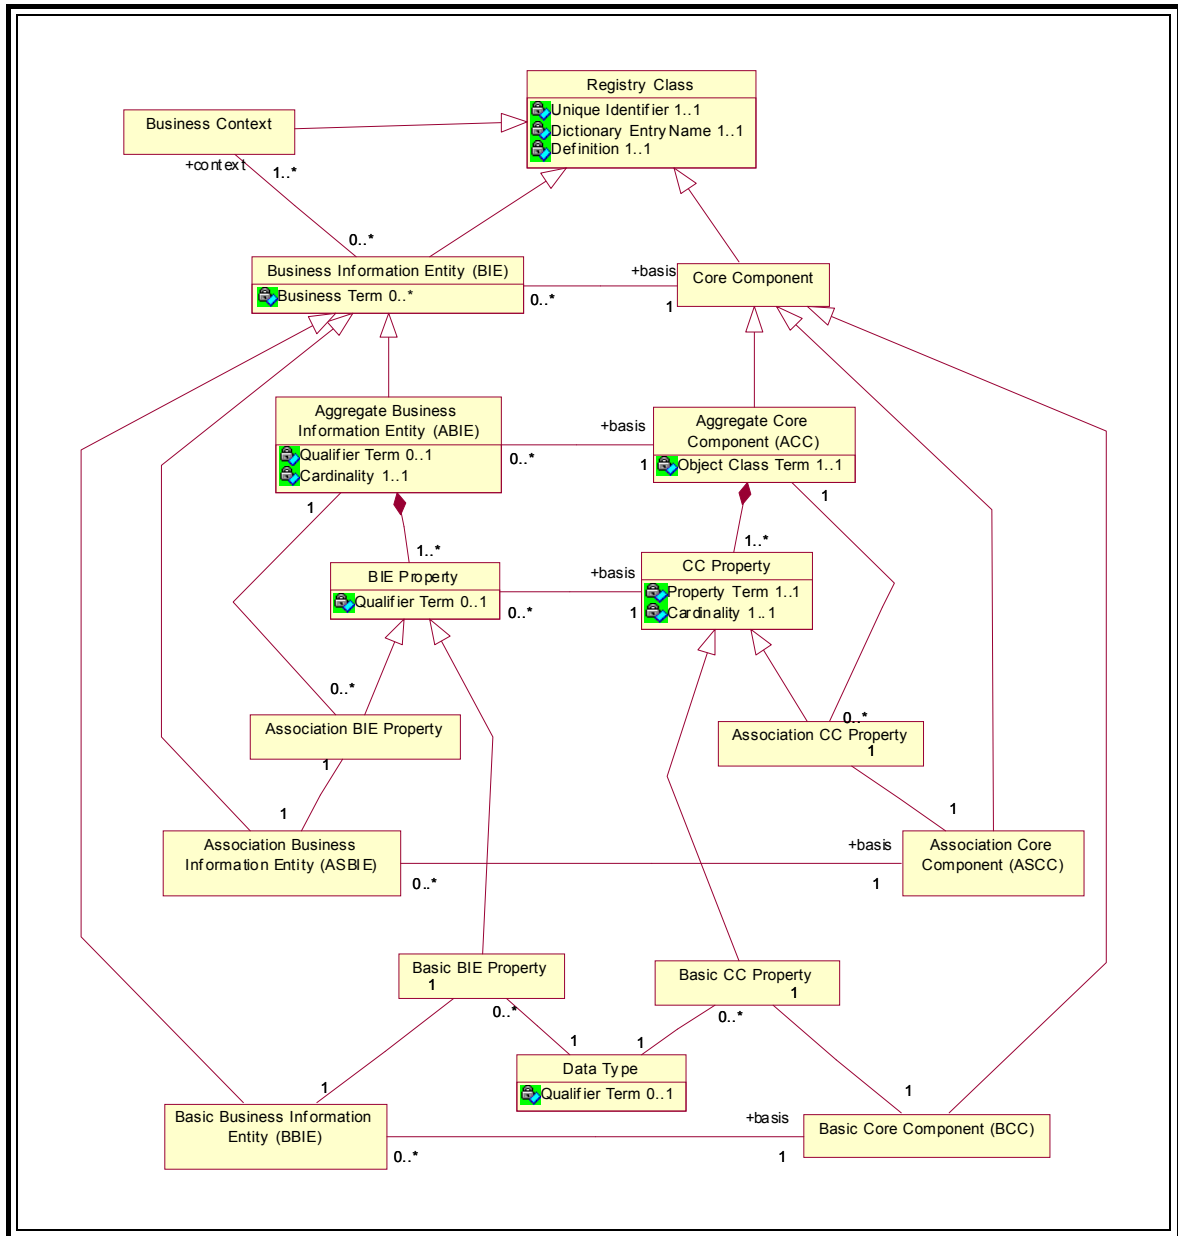 Registry Class
Unique Identifier 1..1
Dictionary Entry Name 1..1
Definition 1..1
Business Context
+context
1..*
0..*
Business Information Entity (BIE)
Business Term 0..*
+basis
0..*
1
Core Component
Aggregate Business
Information Entity (ABIE)
Qualifier Term 0..1
Cardinality 1..1
+basis
0..*
1
Aggregate Core
Component (ACC)
Object Class Term 1..1
1
1
1..*
1..*
BIE Property
Qualifier Term 0..1
+basis
0..*
1
CC Property
Property Term 1..1
Cardinality 1..1
0..*
Association BIE Property
1
0..*
Association CC Property
1
1
1
Association Business
Information Entity (ASBIE)
+basis
0..*
1
Association Core
Component (ASCC)
Basic BIE Property
1
Basic CC Property
1
0..*
0..*
1
1
Data Type
Qualifier Term 0..1
1
1
Basic Business Information
Entity (BBIE)
+basis
0..*
1
Basic Core Component (BCC)